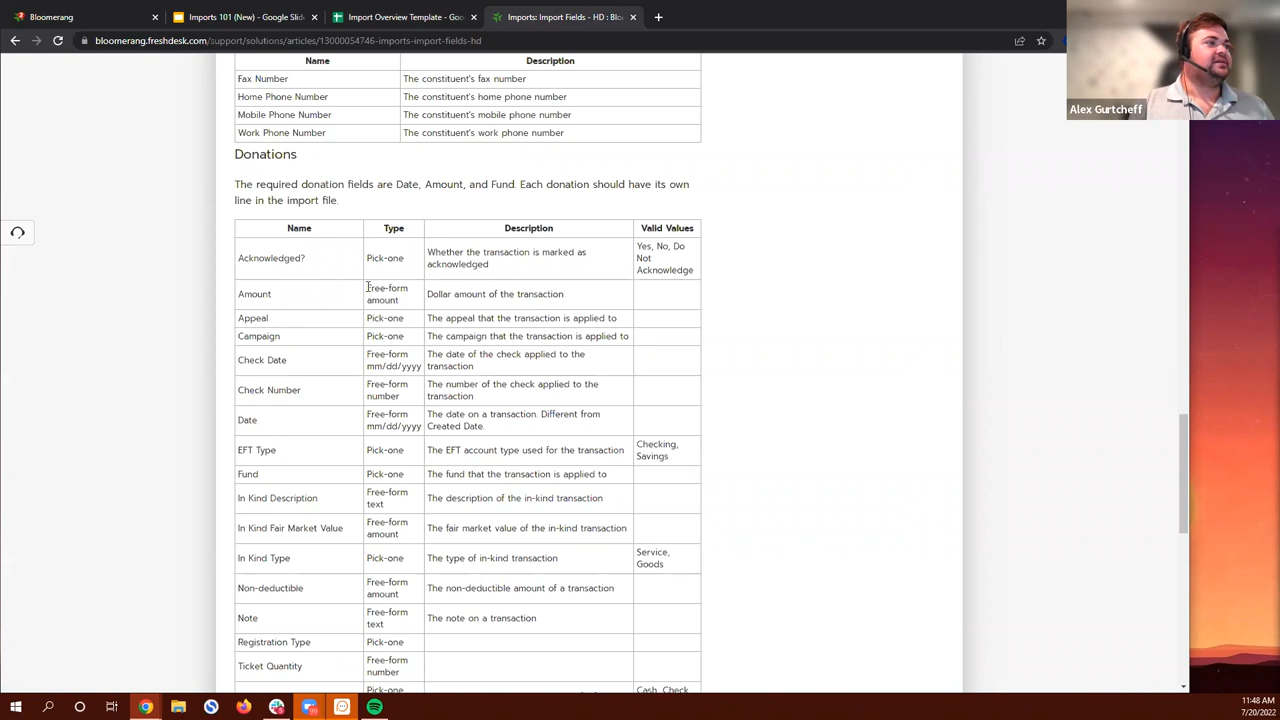 Bloomerang
Imports 101 (New) - Google Slid
Import Overview Template - Goo
Imports: Import Fields - HD : Blo
bloomerang.freshdesk.com/support/solutions/articles/13000054746-imports-import-fields-hd
Alex Gurtcheff
Name Description
Fax Number The constituent's fax number
Home Phone Number The constituent's home phone number
Mobile Phone Number The constituent's mobile phone number
Work Phone Number The constituent's work phone number
Donations
The required donation fields are Date, Amount, and Fund. Each donation should have its own
line in the import file.
Name Type Description Valid Values
Acknowledged? Pick-one Whether the transaction is marked as
acknowledged
Yes, No, Do
Not
Acknowledge
Amount Free-form
amount
Dollar amount of the transaction
Appeal Pick-one The appeal that the transaction is applied to
Campaign Pick-one The campaign that the transaction is applied to
Check Date Free-form
mm/dd/yyyy
The date of the check applied to the
transaction
Check Number Free-form
number
The number of the check applied to the
transaction
Date Free-form
mm/dd/yyyy
The date on a transaction. Different from
Created Date.
EFT Type Pick-one The EFT account type used for the transaction
Checking,
Savings
Fund Pick-one The fund that the transaction is applied to
In Kind Description Free-form
text
The description of the in-kind transaction
In Kind Fair Market Value Free-form
amount
The fair market value of the in-kind transaction
In Kind Type Pick-one The type of in-kind transaction
Service,
Goods
Non-deductible Free-form
amount
The non-deductible amount of a transaction
Note Free-form
text
The note on a transaction
Registration Type Pick-one
Ticket Quantity Free-form
number
Pick-one Cash, Check
11:48 AM
7/20/2022